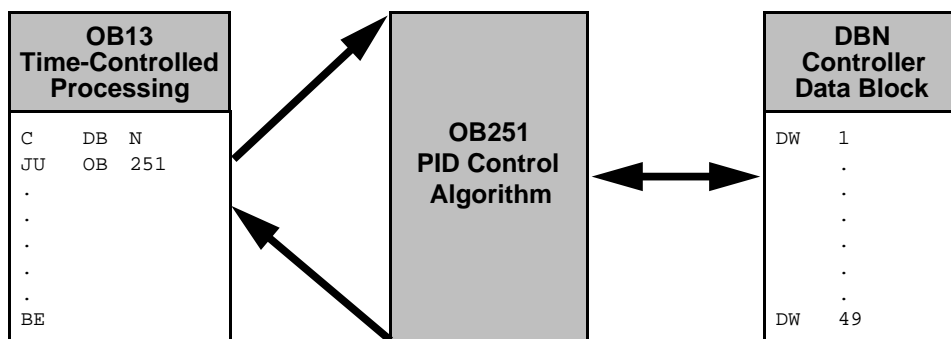 OB13
Time-Controlled
Processing
C DB N
JU OB 251
.
.
.
.
.
BE
OB251
PID Control
Algorithm
DBN
Controller
Data Block
DW 1
.
.
.
.
.
.
DW 49